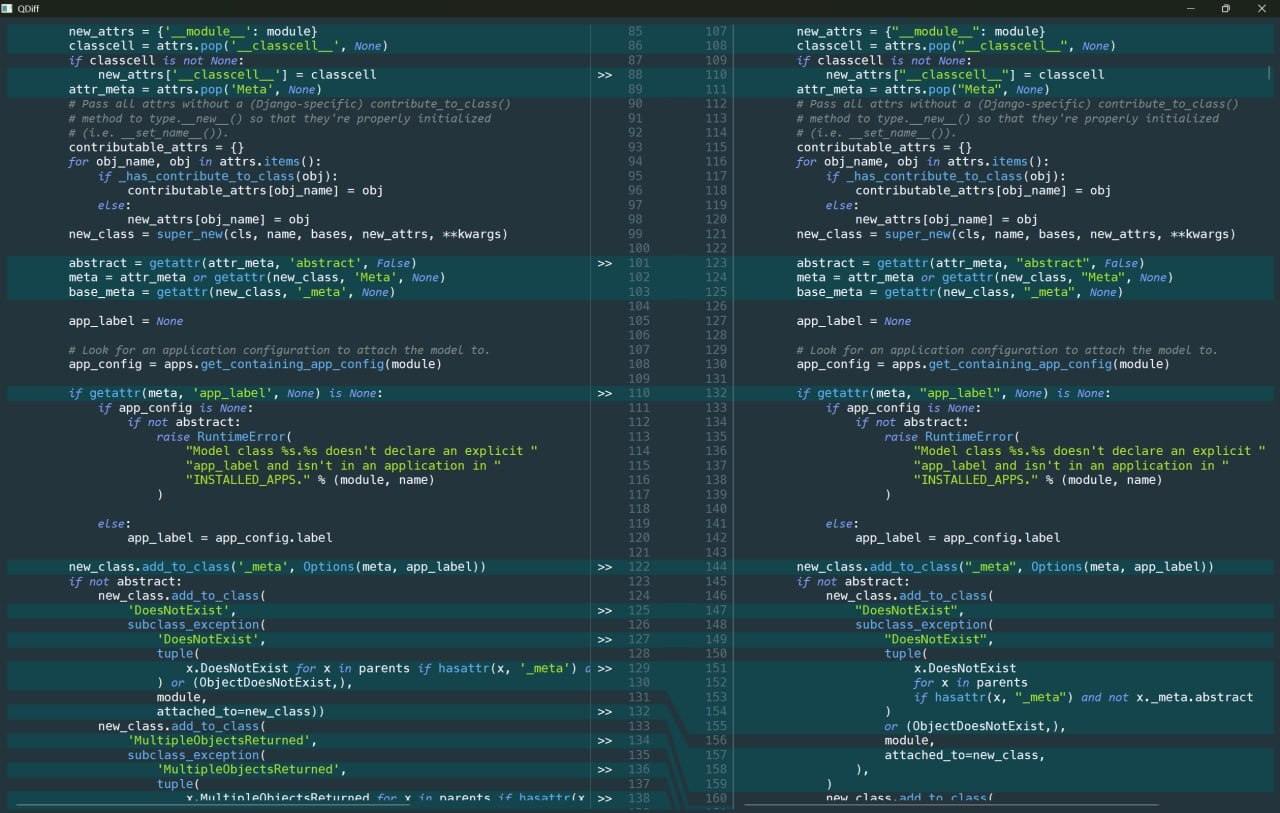 QDiff
new_attrs = {'__module__': module}
classcell = attrs.pop('__classcell__', None)
if classcell is not None:
new_attrs['__classcell__'] = classcell
attr_meta = attrs.pop('Meta', None)
# Pass all attrs without a (Django-specific) contribute_to_class()
# method to type.__new__() so that they're properly initialized
# (i.e. __set_name__()).
contributable_attrs = {}
for obj_name, obj in attrs.items():
if _has_contribute_to_class(obj):
contributable_attrs[obj_name] = obj
else:
new_attrs[obj_name] = obj
new_class = super_new(cls, name, bases, new_attrs, **kwargs)
abstract = getattr(attr_meta, 'abstract', False)
meta = attr_meta or getattr(new_class, 'Meta', None)
base_meta = getattr(new_class, '_meta', None)
app_label = None
# Look for an application configuration to attach the model to.
app_config = apps.get_containing_app_config(module)
if getattr(meta, 'app_label', None) is None:
if app_config is None:
if not abstract:
raise RuntimeError(
"Model class %s.%s doesn't declare an explicit "
"app_label and isn't in an application in "
"INSTALLED_APPS." % (module, name)
)
else:
app_label = app_config.label
new_class.add_to_class('_meta', Options(meta, app_label))
if not abstract:
new_class.add_to_class(
'DoesNotExist',
subclass_exception(
'DoesNotExist',
tuple(
x.DoesNotExist for x in parents if hasattr(x, '_meta')
) or (ObjectDoesNotExist,),
module,
attached_to=new_class))
new_class.add_to_class(
'MultipleObjectsReturned',
subclass_exception(
'MultipleObjectsReturned',
tuple(
x.MultipleObjectsReturned for x in parents if hasattr(x
85 107
86 108
87 109
>> 88 110
89 111
90 112
91 113
92 114
93 115
94 116
95 117
96 118
97 119
98 120
99 121
100 122
>> 101 123
102 124
103 125
104 126
105 127
106 128
107 129
108 130
109 131
>> 110 132
111 133
112 134
113 135
114 136
115 137
116 138
117 139
118 140
119 141
120 142
121 143
>> 122 144
123 145
124 146
>> 125 147
126 148
>> 127 149
128 150
>> 129 151
130 152
131 153
>> 132 154
133 155
>> 134 156
135 157
>> 136 158
137 159
>> 138 160
new_attrs = {"__module__": module}
classcell = attrs.pop("__classcell__", None)
if classcell is not None:
new_attrs["__classcell__"] = classcell
attr_meta = attrs.pop("Meta", None)
# Pass all attrs without a (Django-specific) contribute_to_class()
# method to type.__new__() so that they're properly initialized
# (i.e. __set_name__()).
contributable_attrs = {}
for obj_name, obj in attrs.items():
if _has_contribute_to_class(obj):
contributable_attrs[obj_name] = obj
else:
new_attrs[obj_name] = obj
new_class = super_new(cls, name, bases, new_attrs, **kwargs)
abstract = getattr(attr_meta, "abstract", False)
meta = attr_meta or getattr(new_class, "Meta", None)
base_meta = getattr(new_class, "_meta", None)
app_label = None
# Look for an application configuration to attach the model to.
app_config = apps.get_containing_app_config(module)
if getattr(meta, "app_label", None) is None:
if app_config is None:
if not abstract:
raise RuntimeError(
"Model class %s.%s doesn't declare an explicit "
"app_label and isn't in an application in "
"INSTALLED_APPS." % (module, name)
)
else:
app_label = app_config.label
new_class.add_to_class("_meta", Options(meta, app_label))
if not abstract:
new_class.add_to_class(
"DoesNotExist",
subclass_exception(
"DoesNotExist",
tuple(
x.DoesNotExist
for x in parents
if hasattr(x, "_meta") and not x._meta.abstract
)
or (ObjectDoesNotExist,),
module,
attached_to=new_class,
),
)
new_class.add_to_class(